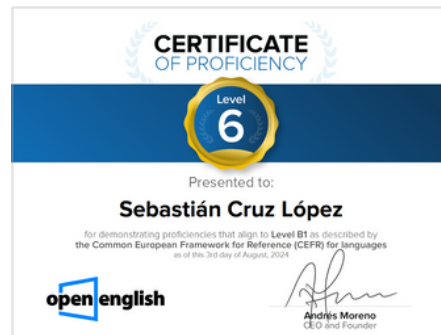 CERTIFICATE
OF PROFICIENCY
Level
6
Presented to:
Sebastián Cruz López
for demonstrating proficiencies that align to Level B1 as described by
the Common European Framework for Reference (CEFR) for languages
as of this 3rd day of August, 2024
open english
Andrés Moreno
CEO and Founder